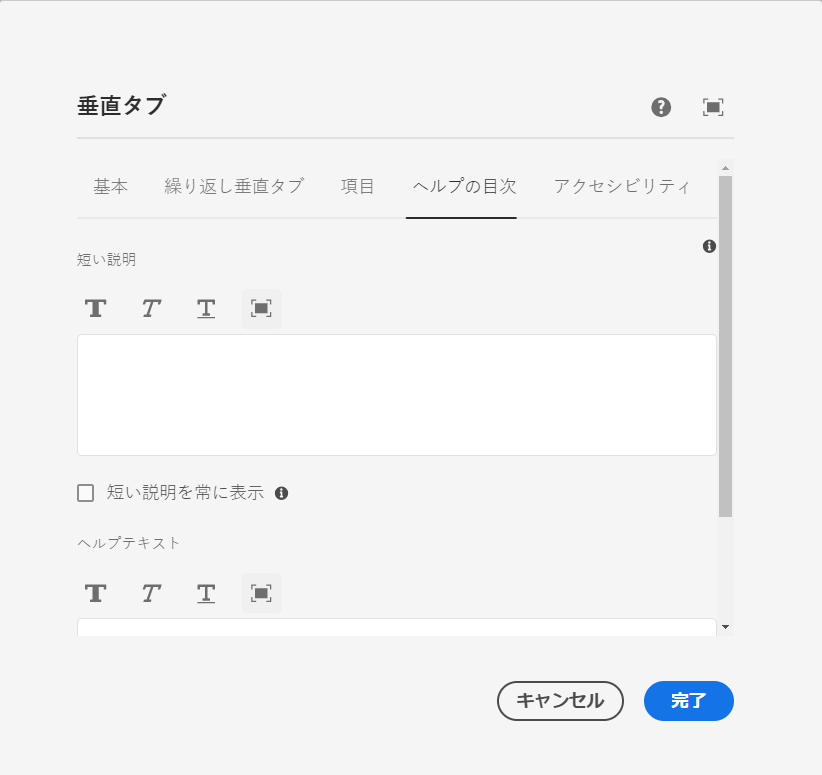 垂直タブ
基本 繰り返し垂直タブ 項目 ヘルプの目次 アクセシビリティ
短い説明
T T T
短い説明を常に表示
ヘルプテキスト
T T T
キャンセル 完了